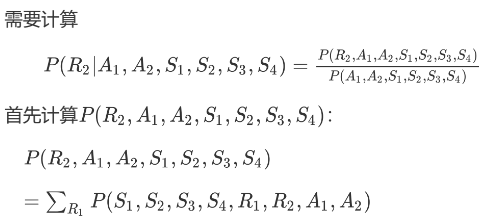 需要计算
P(R₂|A₁, A₂, S₁, S₂, S₃, S₄) = P(R₂,A₁,A₂,S₁,S₂,S₃,S₄) / P(A₁,A₂,S₁,S₂,S₃,S₄)
首先计算P(R₂, A₁, A₂, S₁, S₂, S₃, S₄):
P(R₂, A₁, A₂, S₁, S₂, S₃, S₄)
= ∑_R₁ P(S₁, S₂, S₃, S₄, R₁, R₂, A₁, A₂)